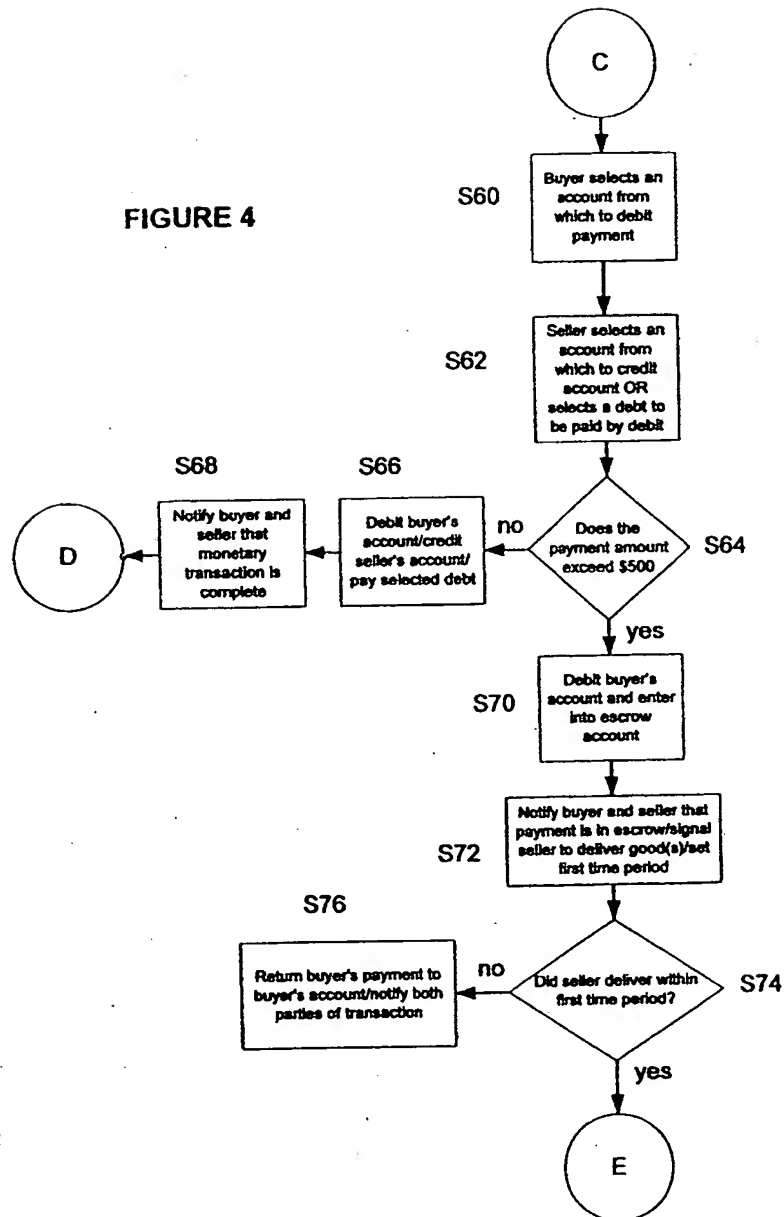 C
FIGURE 4
S60
Buyer selects an
account from
which to debit
payment
S62
Seller selects an
account from
which to credit
account OR
selects a debt to
be paid by debit
S68
S66
Notify buyer and
seller that
monetary
transaction is
complete
Debit buyer's
account/credit
seller's account/
pay selected debt
no
Does the
payment amount
exceed $500
S64
D
yes
S70
Debit buyer's
account and enter
into escrow
account
S72
Notify buyer and seller that
payment is in escrow/signal
seller to deliver good(s)/set
first time period
S76
Return buyer's payment to
buyer's account/notify both
parties of transaction
no
Did seller deliver within
first time period?
S74
yes
E